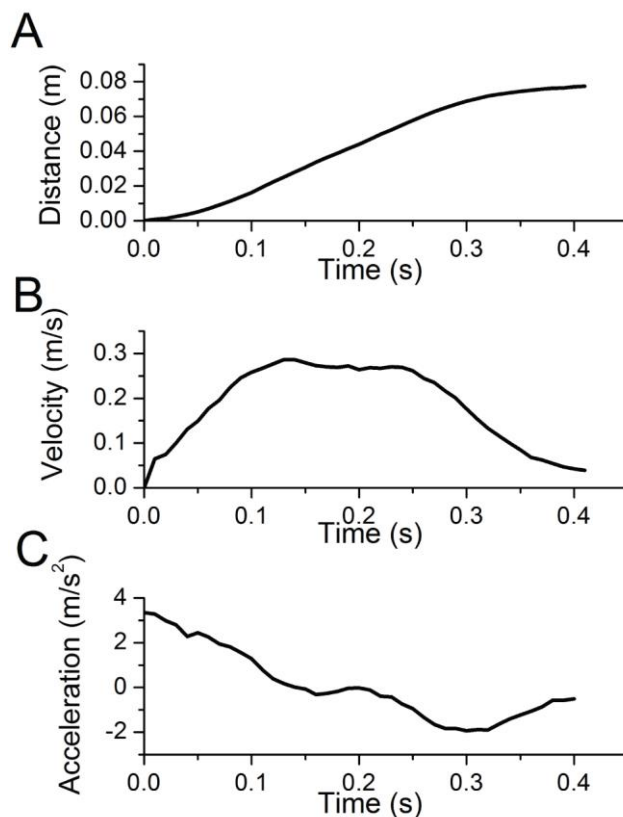 A
Distance (m)
0.08
0.06
0.04
0.02
0.00
0.0 0.1 0.2 0.3 0.4
Time (s)
B
Velocity (m/s)
0.3
0.2
0.1
0.0
0.0 0.1 0.2 0.3 0.4
Time (s)
C
Acceleration (m/s²)
4
2
0
-2
0.0 0.1 0.2 0.3 0.4
Time (s)